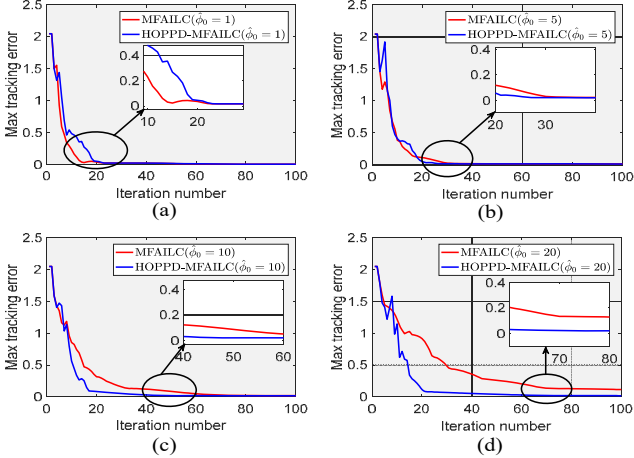 MFAILC(φ̂₀ = 1)
HOPPD-MFAILC(φ̂₀ = 1)
Max tracking error
2.5
2
1.5
1
0.5
0
0.4
0.2
0
10 20
0 20 40 60 80 100
Iteration number
(a)
MFAILC(φ̂₀ = 5)
HOPPD-MFAILC(φ̂₀ = 5)
Max tracking error
2.5
2
1.5
1
0.5
0
0.4
0.2
0
20 30
0 20 40 60 80 100
Iteration number
(b)
MFAILC(φ̂₀ = 10)
HOPPD-MFAILC(φ̂₀ = 10)
Max tracking error
2.5
2
1.5
1
0.5
0
0.4
0.2
0
40 50 60
0 20 40 60 80 100
Iteration number
(c)
MFAILC(φ̂₀ = 20)
HOPPD-MFAILC(φ̂₀ = 20)
Max tracking error
2.5
2
1.5
1
0.5
0
0.4
0.2
0
70 80
0 20 40 60 80 100
Iteration number
(d)